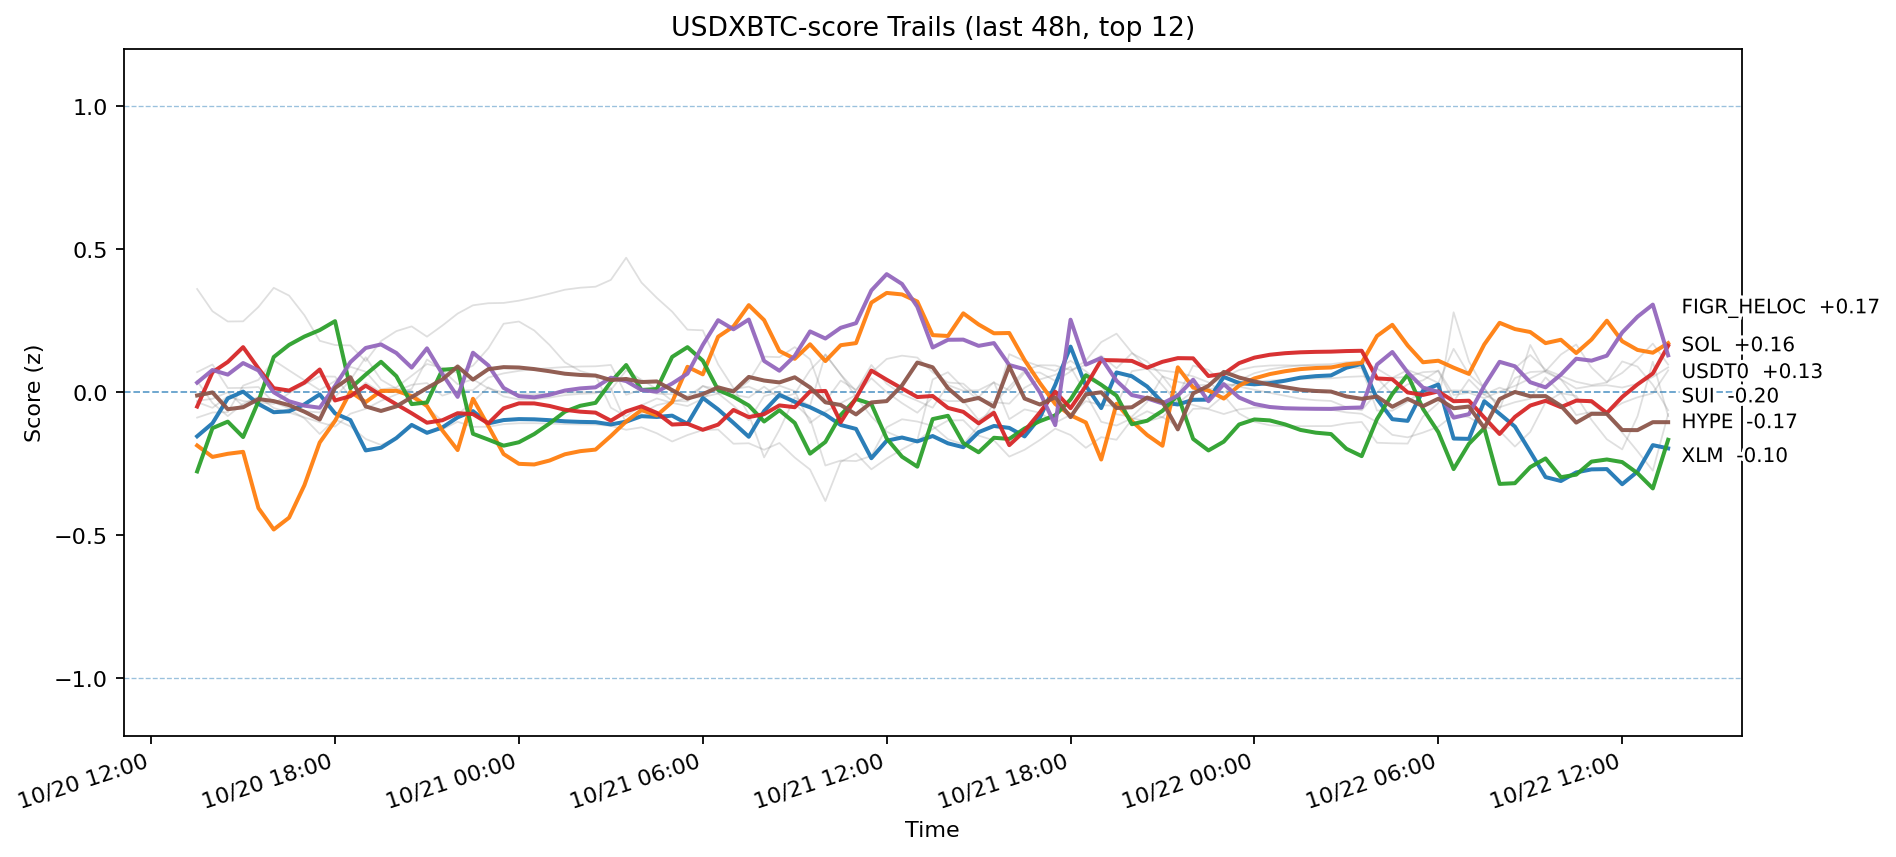 USDXBTC-score Trails (last 48h, top 12)
Score (z)
1.0
0.5
0.0
−0.5
−1.0
FIGR_HELOC +0.17
SOL +0.16
USDT0 +0.13
SUI -0.20
HYPE -0.17
XLM -0.10
10/20 12:00
10/20 18:00
10/21 00:00
10/21 06:00
10/21 12:00
10/21 18:00
10/22 00:00
10/22 06:00
10/22 12:00
Time